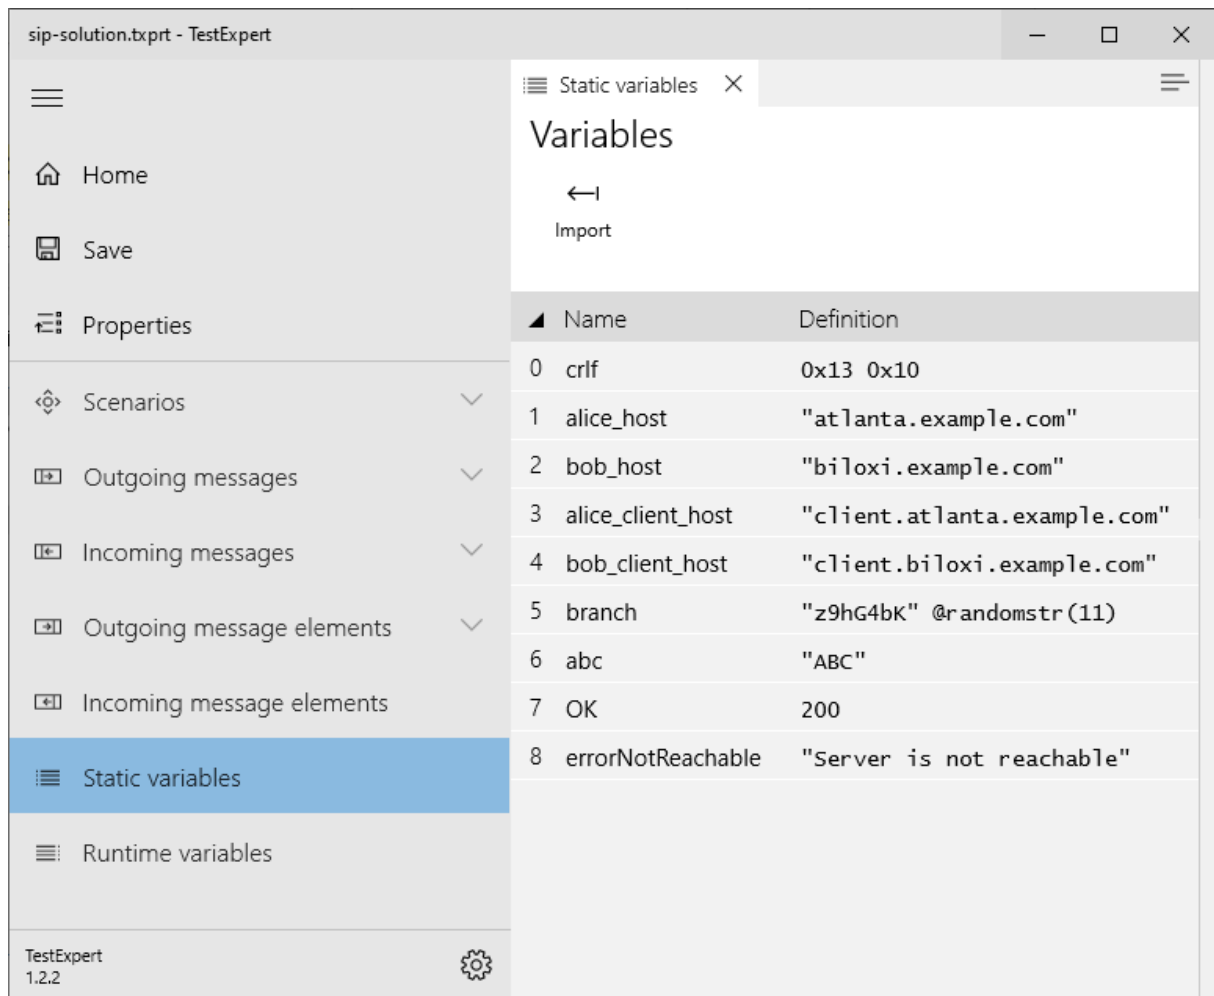 sip-solution.txprt - TestExpert
Home
Save
Properties
Scenarios
Outgoing messages
Incoming messages
Outgoing message elements
Incoming message elements
Static variables
Runtime variables
TestExpert
1.2.2
Static variables
Variables
Import
Name Definition
0 crlf 0x13 0x10
1 alice_host "atlanta.example.com"
2 bob_host "biloxi.example.com"
3 alice_client_host "client.atlanta.example.com"
4 bob_client_host "client.biloxi.example.com"
5 branch "z9hG4bK" @randomstr(11)
6 abc "ABC"
7 OK 200
8 errorNotReachable "Server is not reachable"